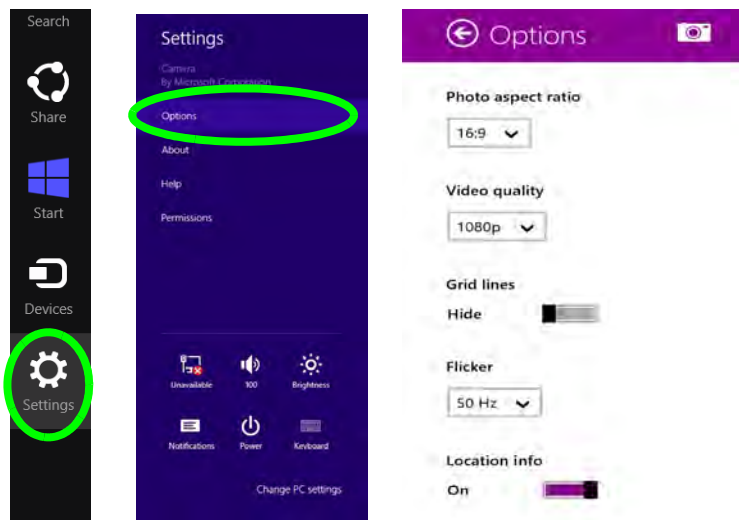 Search
Share
Start
Devices
Settings
Settings
Camera
By Microsoft Corporation
Options
About
Help
Permissions
Unavailable
100
Brightness
Notifications
Power
Keyboard
Change PC settings
Options
Photo aspect ratio
16:9
Video quality
1080p
Grid lines
Hide
Flicker
50 Hz
Location info
On